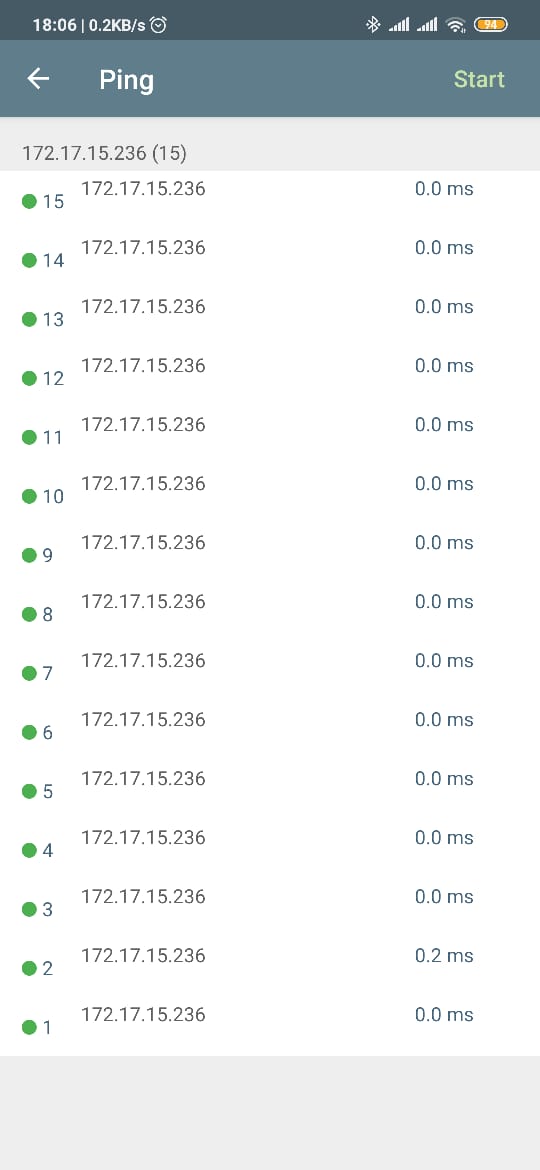 18:06 | 0.2KB/s
94
Ping
Start
172.17.15.236 (15)
15 172.17.15.236 0.0 ms
14 172.17.15.236 0.0 ms
13 172.17.15.236 0.0 ms
12 172.17.15.236 0.0 ms
11 172.17.15.236 0.0 ms
10 172.17.15.236 0.0 ms
9 172.17.15.236 0.0 ms
8 172.17.15.236 0.0 ms
7 172.17.15.236 0.0 ms
6 172.17.15.236 0.0 ms
5 172.17.15.236 0.0 ms
4 172.17.15.236 0.0 ms
3 172.17.15.236 0.0 ms
2 172.17.15.236 0.2 ms
1 172.17.15.236 0.0 ms